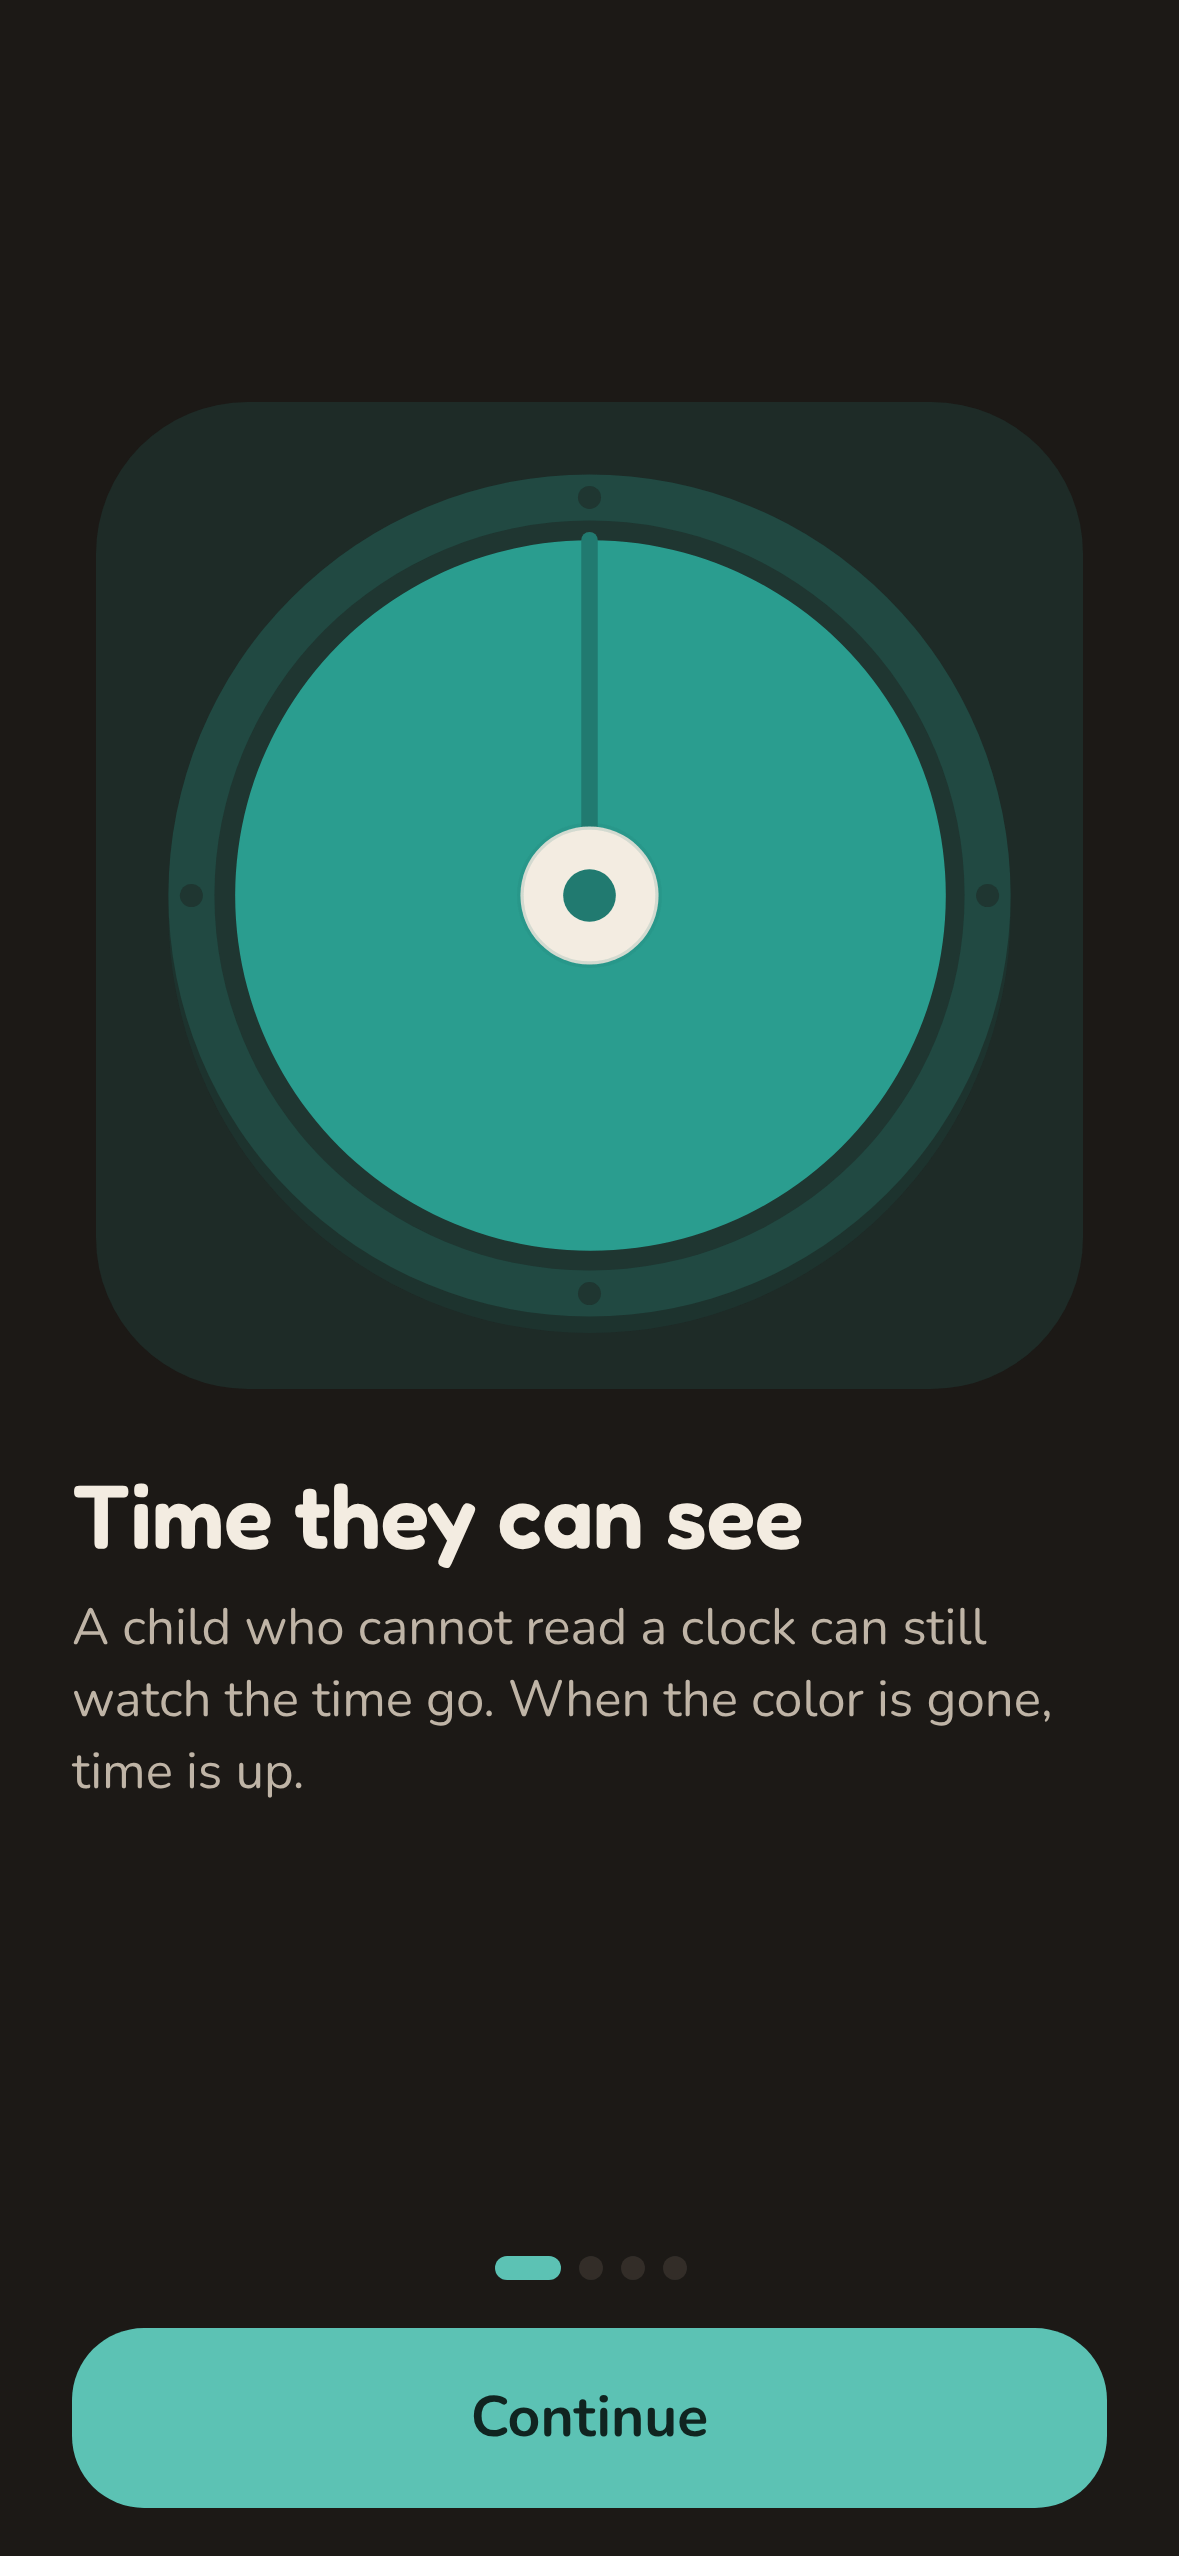 Time they can see
A child who cannot read a clock can still
watch the time go. When the color is gone,
time is up.
Continue